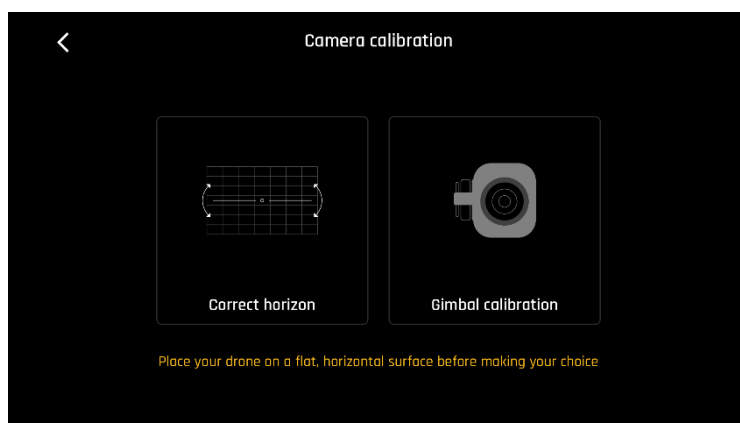 Camera calibration
Correct horizon
Gimbal calibration
Place your drone on a flat, horizontal surface before making your choice